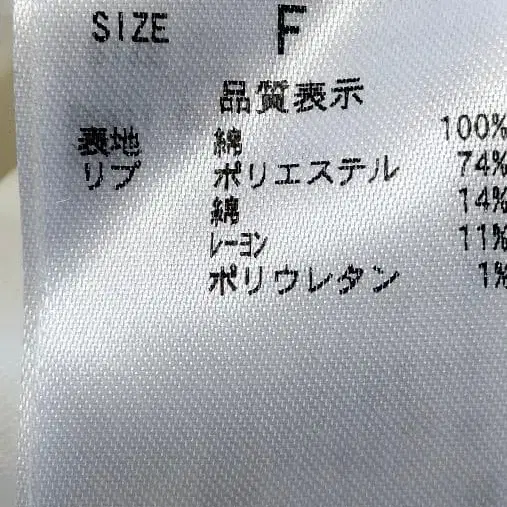 SIZE F
品質表示
表地 綿 100%
リブ ポリエステル 74%
綿 14%
レーヨン 11%
ポリウレタン 1%